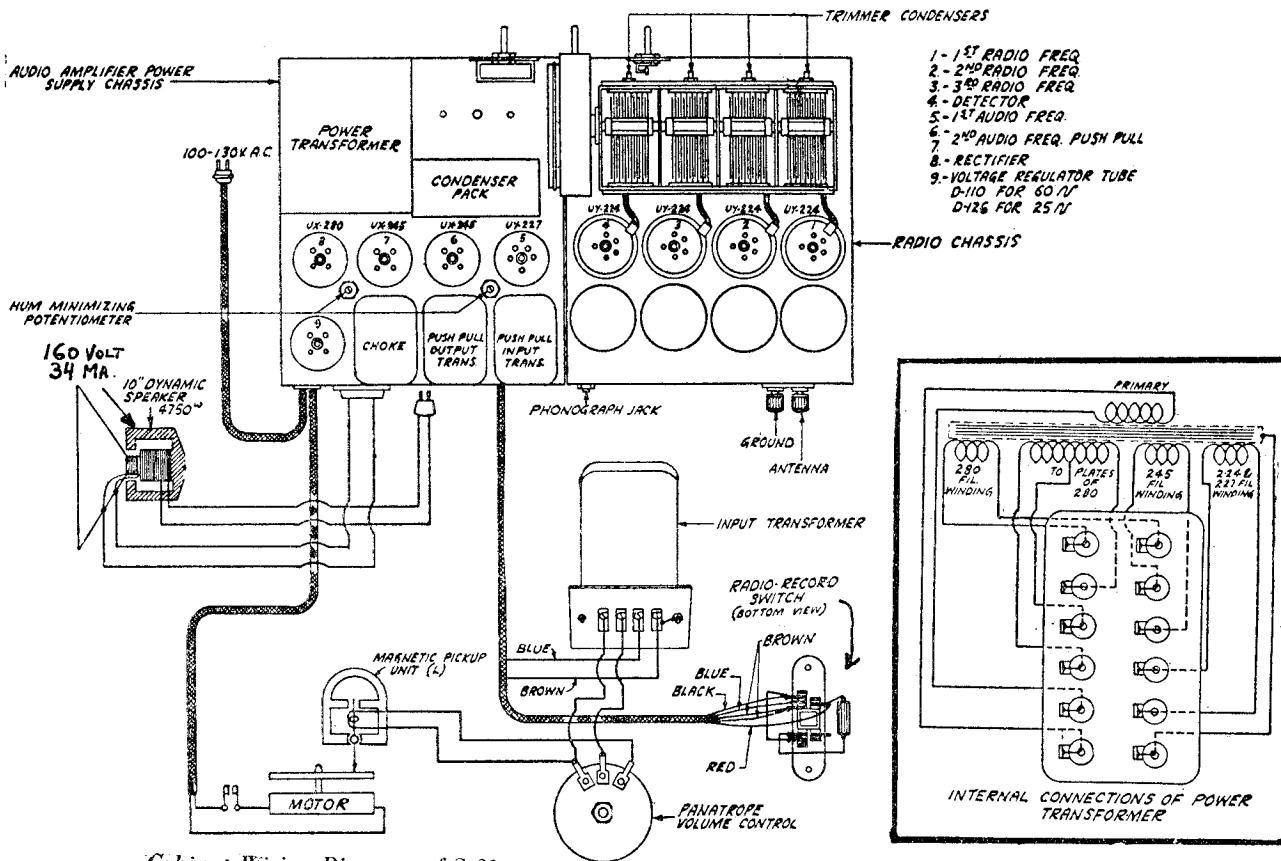 TRIMMER CONDENSERS
1.- 1ST RADIO FREQ
2.- 2ND RADIO FREQ.
3.- 3RD RADIO FREQ
4.- DETECTOR
5.- 1ST AUDIO FREQ.
6.-
7. 2ND AUDIO FREQ. PUSH PULL
8.- RECTIFIER
9.- VOLTAGE REGULATOR TUBE
D-110 FOR 60 ∿
D-126 FOR 25 ∿
AUDIO AMPLIFIER POWER
SUPPLY CHASSIS
POWER
TRANSFORMER
100-130V. A.C.
CONDENSER
PACK
UX-280
8
UX-245
7
UX-245
6
UY-227
5
UY-224
4
UY-224
3
UY-224
2
UY-224
1
RADIO CHASSIS
HUM MINIMIZING
POTENTIOMETER
9
CHOKE
PUSH PULL
OUTPUT
TRANS.
PUSH PULL
INPUT
TRANS.
160 VOLT
34 MA.
10" DYNAMIC
SPEAKER
4750ω
PHONOGRAPH JACK
GROUND
ANTENNA
INPUT TRANSFORMER
RADIO-RECORD
SWITCH
(BOTTOM VIEW)
BLUE
BROWN
BROWN
BLUE
BLACK
RED
MAGNETIC PICKUP
UNIT (L)
MOTOR
PANATROPE
VOLUME CONTROL
PRIMARY
280
FIL.
WINDING
TO PLATES
OF
280
245
FIL
WINDING
224 &
227 FIL
WINDING
INTERNAL CONNECTIONS OF POWER
TRANSFORMER
Cabinet Wiring Diagram of S-